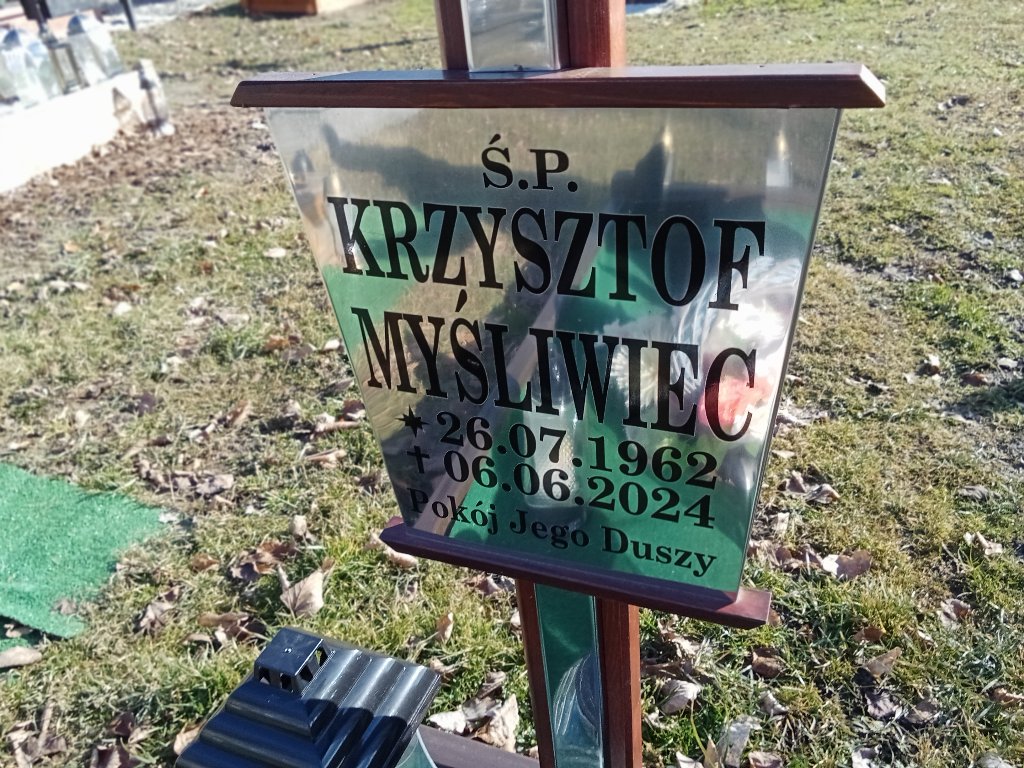 Ś.P.
KRZYSZTOF
MYŚLIWIEC
✶ 26.07.1962
✝ 06.06.2024
Pokój Jego Duszy